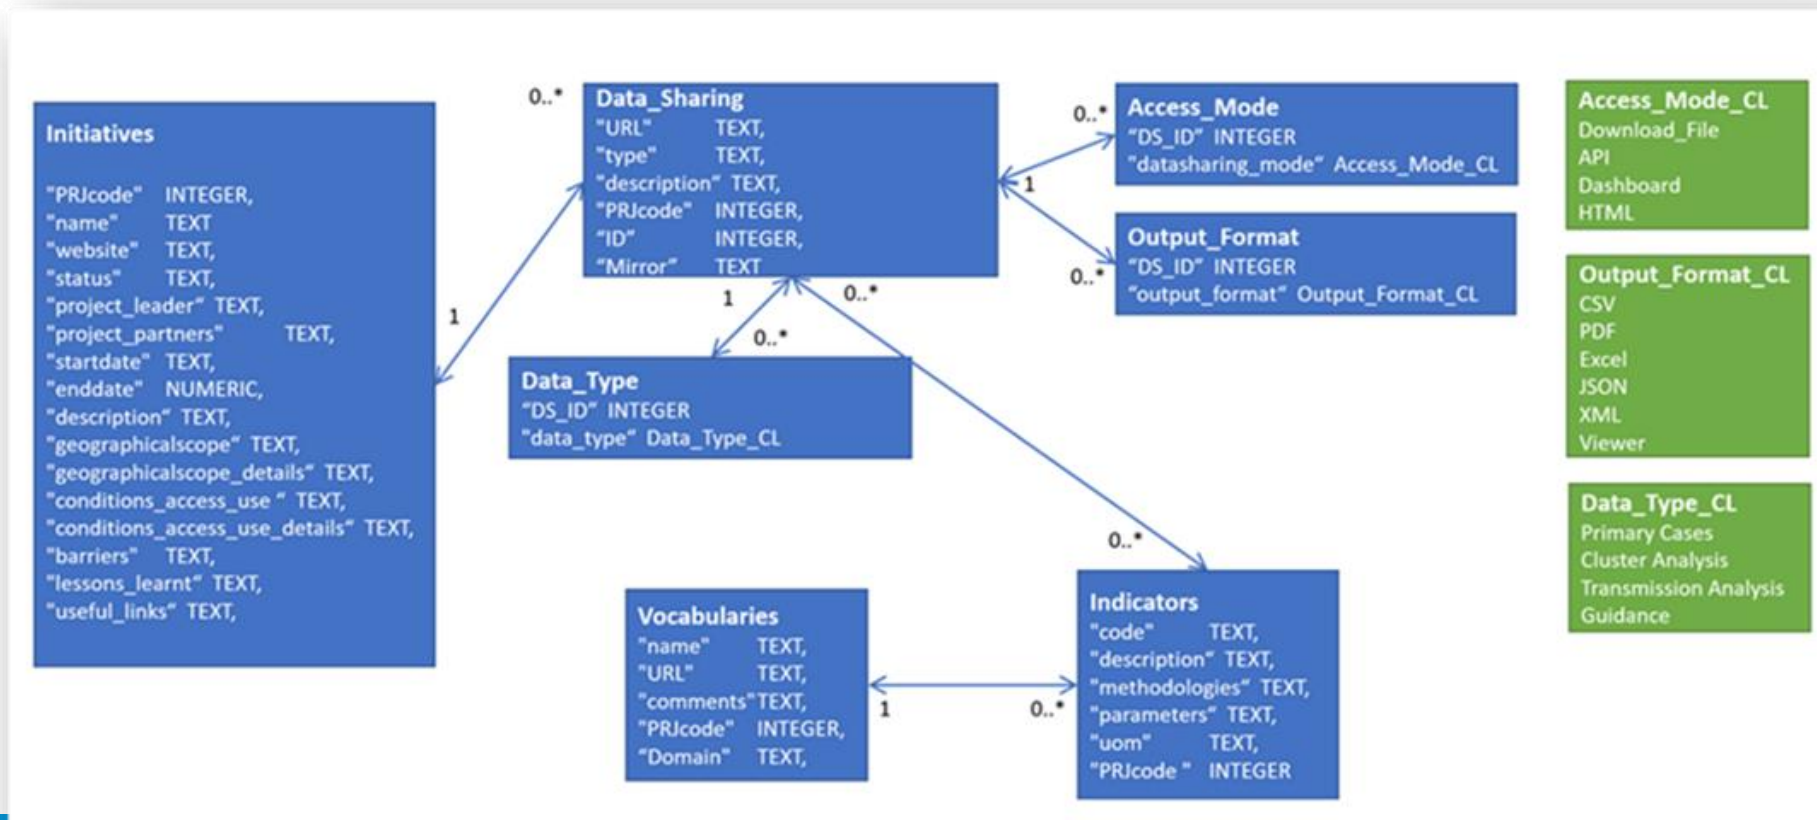 Initiatives
"PRJcode" INTEGER,
"name" TEXT
"website" TEXT,
"status" TEXT,
"project_leader“ TEXT,
"project_partners" TEXT,
"startdate" TEXT,
"enddate" NUMERIC,
"description“ TEXT,
"geographicalscope“ TEXT,
"geographicalscope_details“ TEXT,
"conditions_access_use “ TEXT,
"conditions_access_use_details“ TEXT,
"barriers" TEXT,
"lessons_learnt“ TEXT,
"useful_links“ TEXT,
1
0..*
Data_Sharing
"URL" TEXT,
"type" TEXT,
"description“ TEXT,
"PRJcode" INTEGER,
“ID” INTEGER,
“Mirror” TEXT
1
0..*
0..*
Data_Type
“DS_ID” INTEGER
"data_type“ Data_Type_CL
1
0..*
Access_Mode
“DS_ID” INTEGER
"datasharing_mode“ Access_Mode_CL
0..*
Output_Format
“DS_ID” INTEGER
“output_format“ Output_Format_CL
Vocabularies
"name" TEXT,
"URL" TEXT,
"comments"TEXT,
"PRJcode" INTEGER,
“Domain” TEXT,
1
0..*
0..*
Indicators
"code" TEXT,
"description“ TEXT,
"methodologies“ TEXT,
"parameters“ TEXT,
"uom" TEXT,
"PRJcode " INTEGER
Access_Mode_CL
Download_File
API
Dashboard
HTML
Output_Format_CL
CSV
PDF
Excel
JSON
XML
Viewer
Data_Type_CL
Primary Cases
Cluster Analysis
Transmission Analysis
Guidance